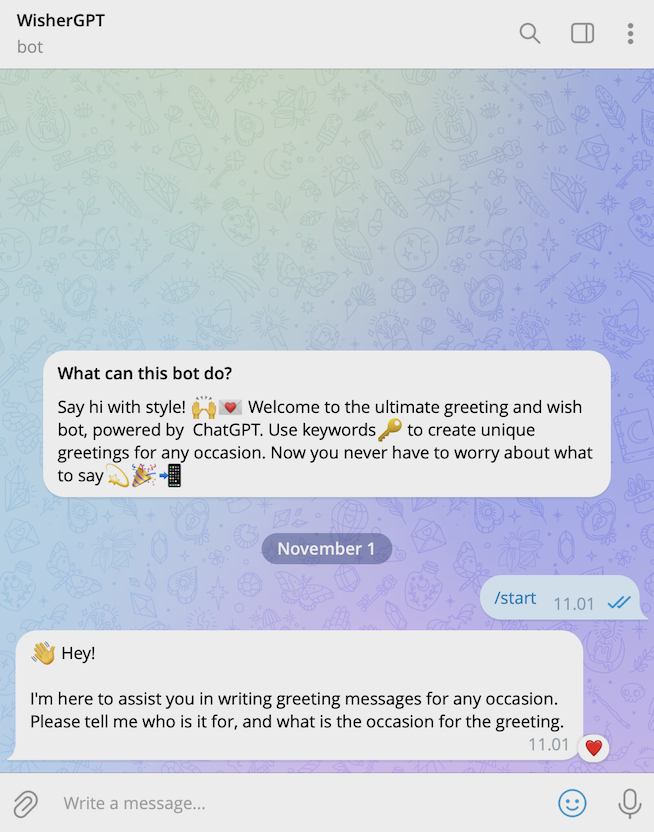 WisherGPT
bot
What can this bot do?
Say hi with style! 🙌💌 Welcome to the ultimate greeting and wish
bot, powered by ChatGPT. Use keywords🔑 to create unique
greetings for any occasion. Now you never have to worry about what
to say💫🎉📲
November 1
/start 11.01
👋 Hey!
I'm here to assist you in writing greeting messages for any occasion.
Please tell me who is it for, and what is the occasion for the greeting.
11.01 ❤️
Write a message...